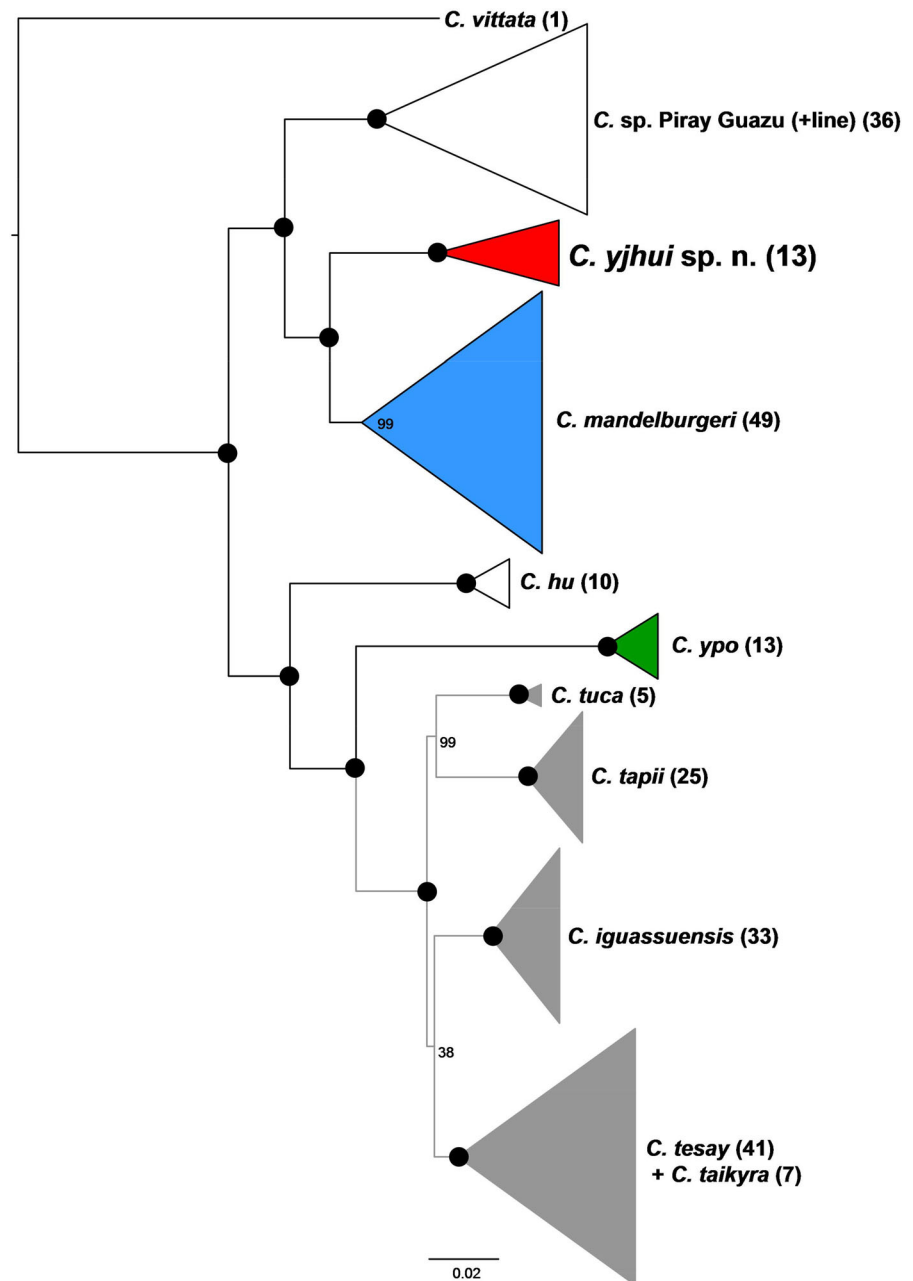 C. vittata (1)
C. sp. Piray Guazu (+line) (36)
C. yjhui sp. n. (13)
99
C. mandelburgeri (49)
C. hu (10)
C. ypo (13)
C. tuca (5)
99
C. tapii (25)
C. iguassuensis (33)
38
C. tesay (41)
+ C. taikyra (7)
0.02